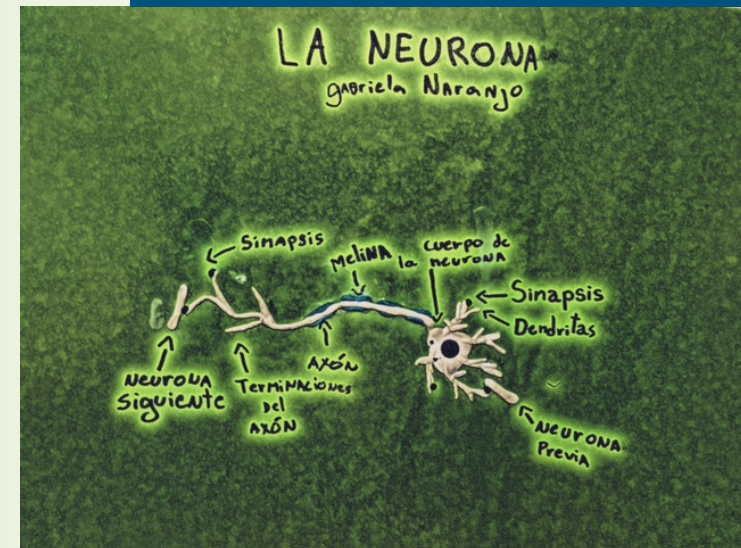 LA NEURONA
gabriela Naranjo
Sinapsis
Melina
cuerpo de
la neurona
Sinapsis
Dendritas
Axón
Terminaciones
del
Axón
Neurona
Siguiente
Neurona
Previa